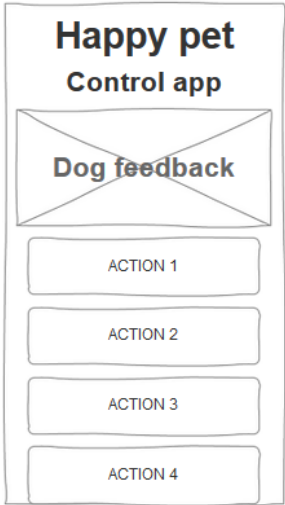 Happy pet
Control app
Dog feedback
ACTION 1
ACTION 2
ACTION 3
ACTION 4